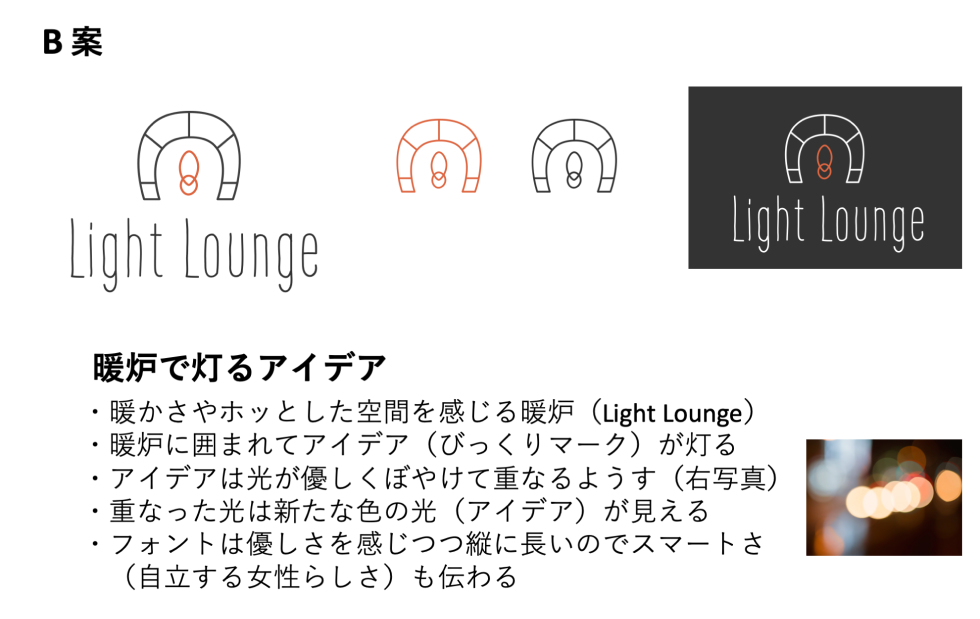 B 案
Light Lounge
Light Lounge
暖炉で灯るアイデア
・暖かさやホッとした空間を感じる暖炉（Light Lounge）
・暖炉に囲まれてアイデア（びっくりマーク）が灯る
・アイデアは光が優しくぼやけて重なるようす（右写真）
・重なった光は新たな色の光（アイデア）が見える
・フォントは優しさを感じつつ縦に長いのでスマートさ
（自立する女性らしさ）も伝わる